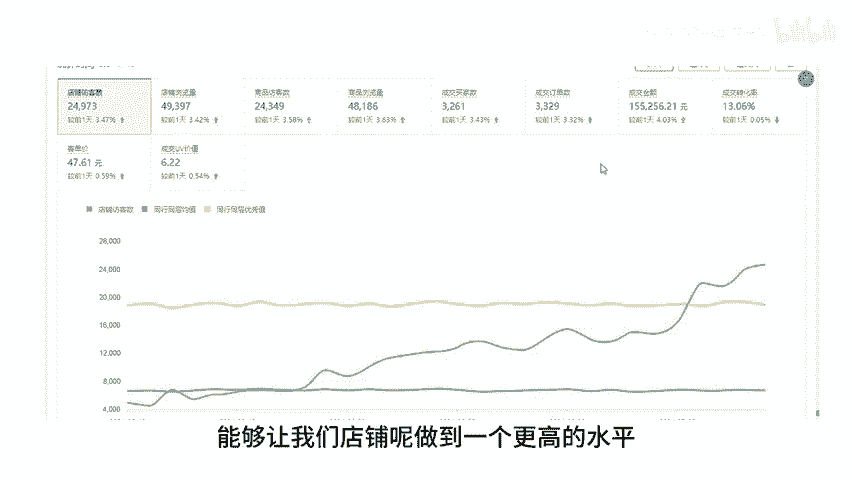 店铺访客数 店铺浏览量 商品访客数 商品浏览量 成交买家数 成交订单数 成交金额 成交转化率
24,973 49,397 24,349 48,186 3,261 3,329 155,256.21 元 13.06%
较前1天 3.47% 较前1天 3.42% 较前1天 3.58% 较前1天 3.63% 较前1天 3.43% 较前1天 3.32% 较前1天 4.03% 较前1天 0.05%
客单价 成交UV价值
47.61 元 6.22
较前1天 0.59% 较前1天 0.54%
店铺访客数 同行同层均值 同行同层优秀值
28,000
24,000
20,000
16,000
12,000
8,000
4,000
能够让我们店铺呢做到一个更高的水平